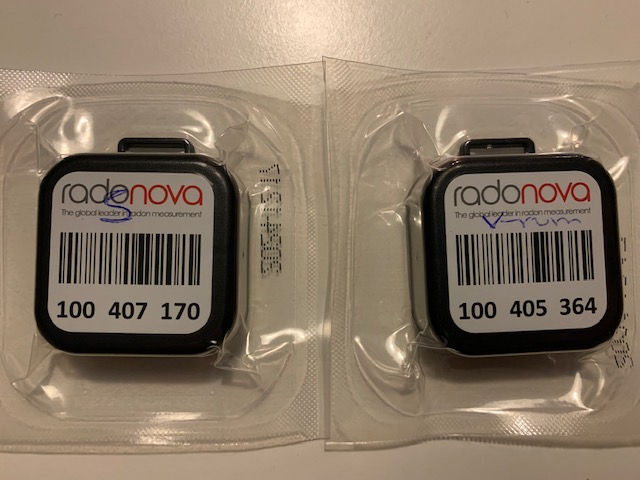 radonova
S
The global leader in radon measurement
100 407 170
radonova
The global leader in radon measurement
V-rum
100 405 364